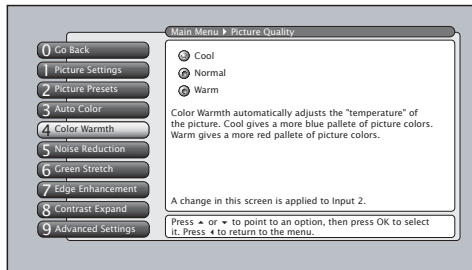 Main Menu ▶ Picture Quality
0 Go Back
1 Picture Settings
2 Picture Presets
3 Auto Color
4 Color Warmth
5 Noise Reduction
6 Green Stretch
7 Edge Enhancement
8 Contrast Expand
9 Advanced Settings
Cool
Normal
Warm
Color Warmth automatically adjusts the "temperature" of
the picture. Cool gives a more blue pallete of picture colors.
Warm gives a more red pallete of picture colors.
A change in this screen is applied to Input 2.
Press ▲ or ▼ to point to an option, then press OK to select
it. Press ◀ to return to the menu.